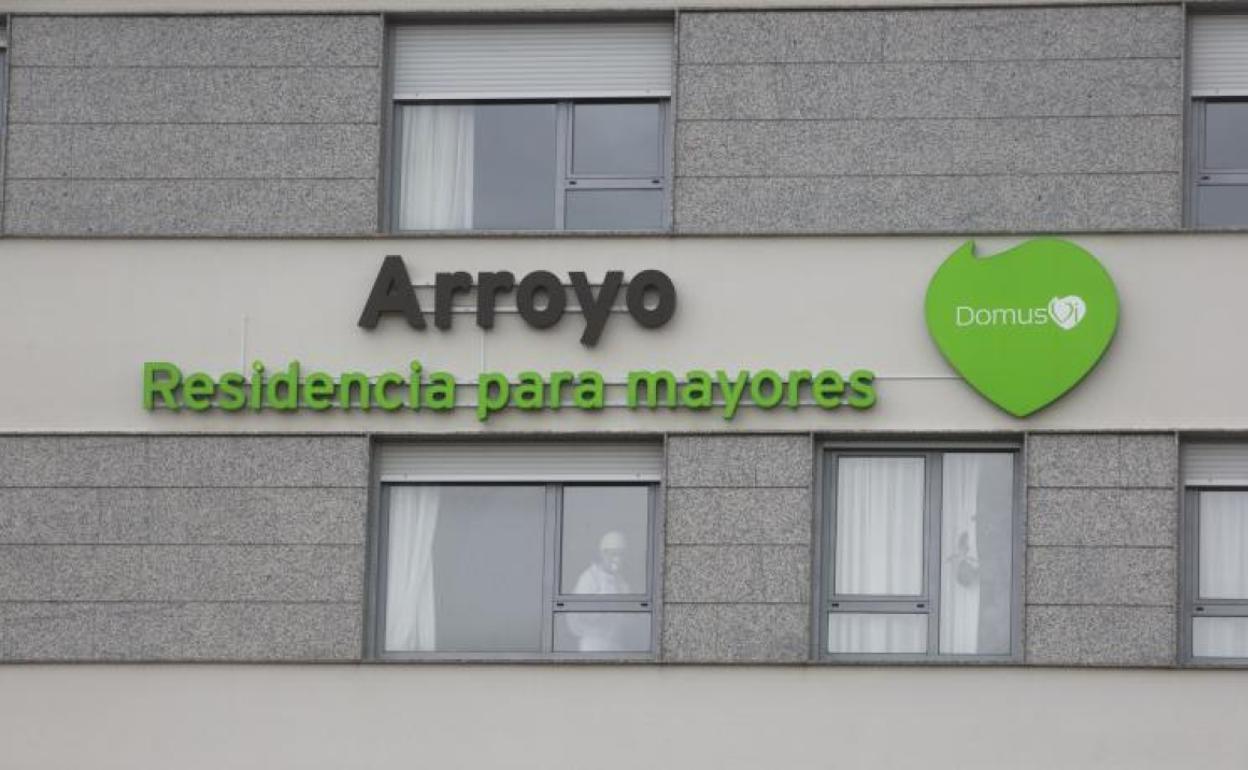 Arroyo
Residencia para mayores
DomusVi